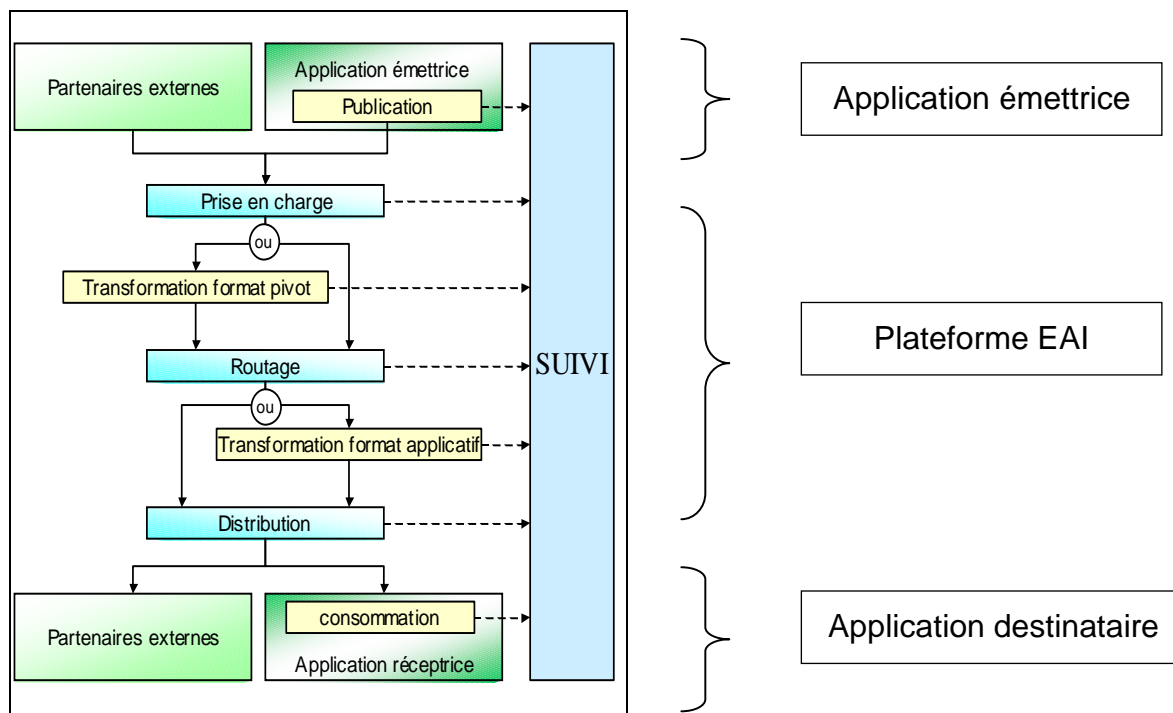 Partenaires externes
Application émettrice
Publication
Application émettrice
Prise en charge
ou
Transformation format pivot
Plateforme EAI
Routage
SUIVI
ou
Transformation format applicatif
Distribution
Partenaires externes
consommation
Application réceptrice
Application destinataire